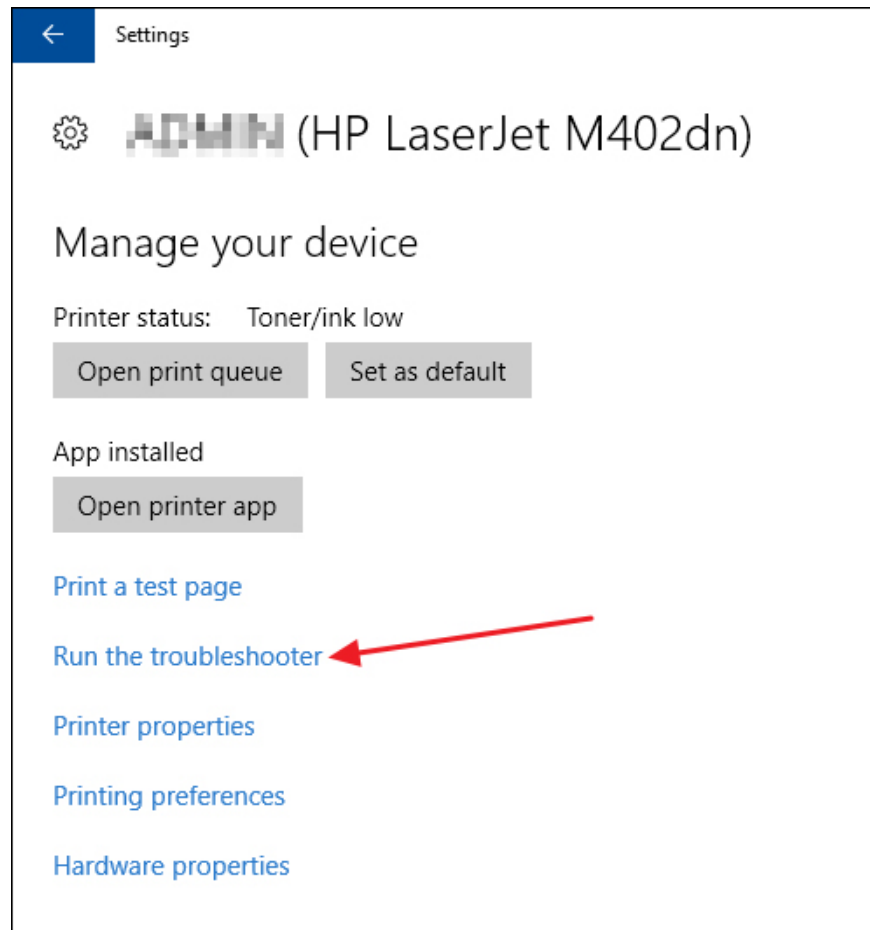 Settings
(HP LaserJet M402dn)
Manage your device
Printer status: Toner/ink low
Open print queue Set as default
App installed
Open printer app
Print a test page
Run the troubleshooter
Printer properties
Printing preferences
Hardware properties